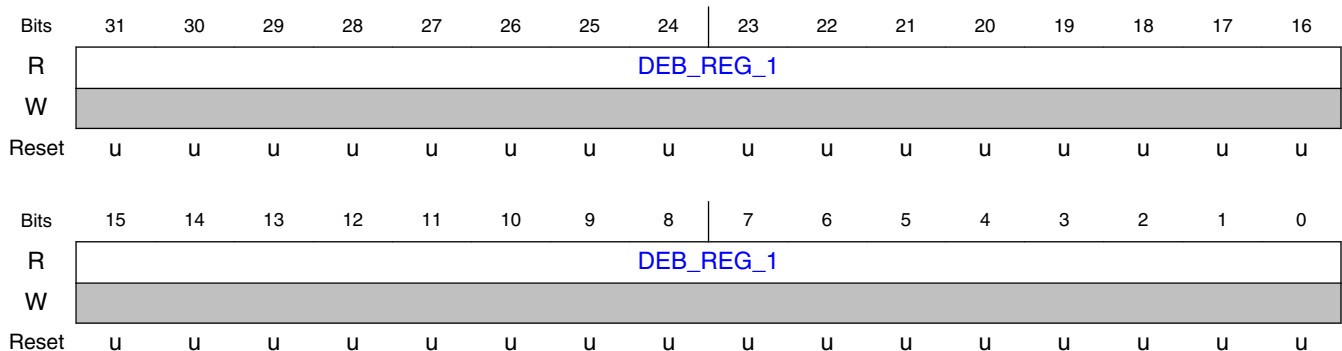 Bits 31 30 29 28 27 26 25 24 23 22 21 20 19 18 17 16
R DEB_REG_1
W
Reset u u u u u u u u u u u u u u u u
Bits 15 14 13 12 11 10 9 8 7 6 5 4 3 2 1 0
R DEB_REG_1
W
Reset u u u u u u u u u u u u u u u u